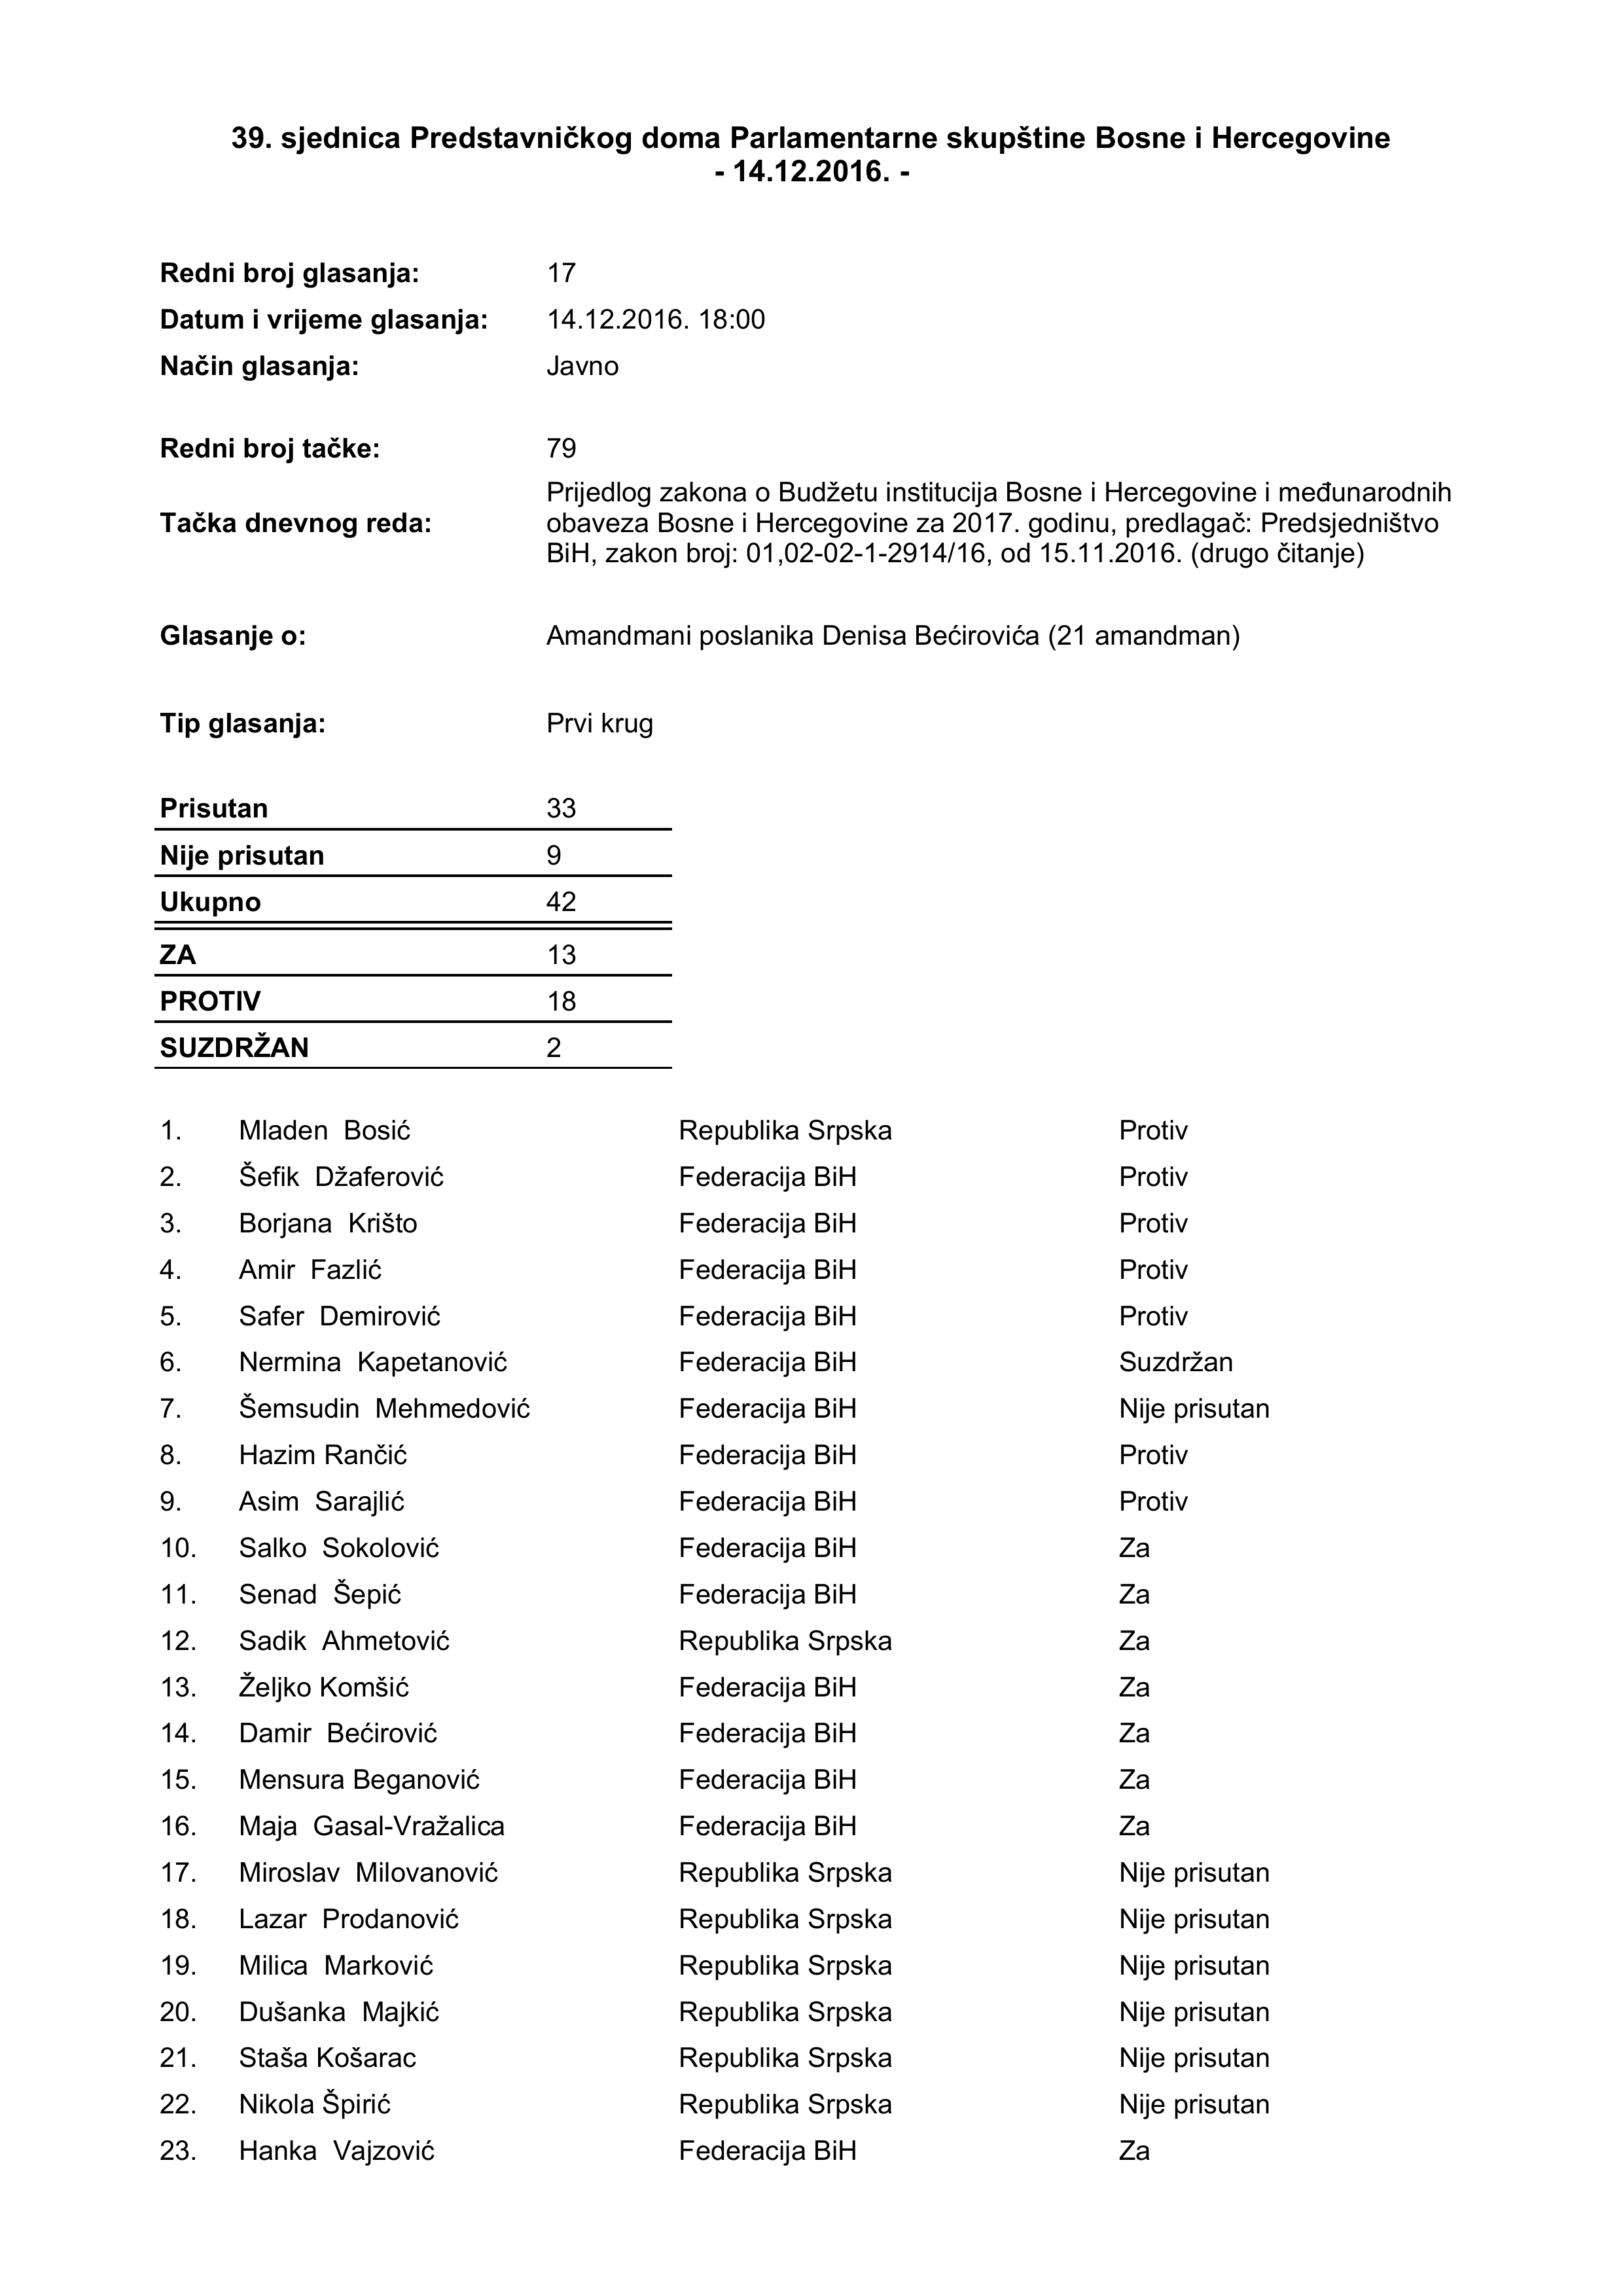 39. sjednica Predstavničkog doma Parlamentarne skupštine Bosne i Hercegovine
- 14.12.2016. -
Redni broj glasanja: 17
Datum i vrijeme glasanja: 14.12.2016. 18:00
Način glasanja: Javno
Redni broj tačke: 79
Prijedlog zakona o Budžetu institucija Bosne i Hercegovine i međunarodnih
Tačka dnevnog reda: obaveza Bosne i Hercegovine za 2017. godinu, predlagač: Predsjedništvo
BiH, zakon broj: 01,02-02-1-2914/16, od 15.11.2016. (drugo čitanje)
Glasanje o: Amandmani poslanika Denisa Bećirovića (21 amandman)
Tip glasanja: Prvi krug
Prisutan 33
Nije prisutan 9
Ukupno 42
ZA 13
PROTIV 18
SUZDRŽAN 2
1. Mladen Bosić Republika Srpska Protiv
2. Šefik Džaferović Federacija BiH Protiv
3. Borjana Krišto Federacija BiH Protiv
4. Amir Fazlić Federacija BiH Protiv
5. Safer Demirović Federacija BiH Protiv
6. Nermina Kapetanović Federacija BiH Suzdržan
7. Šemsudin Mehmedović Federacija BiH Nije prisutan
8. Hazim Rančić Federacija BiH Protiv
9. Asim Sarajlić Federacija BiH Protiv
10. Salko Sokolović Federacija BiH Za
11. Senad Šepić Federacija BiH Za
12. Sadik Ahmetović Republika Srpska Za
13. Željko Komšić Federacija BiH Za
14. Damir Bećirović Federacija BiH Za
15. Mensura Beganović Federacija BiH Za
16. Maja Gasal-Vražalica Federacija BiH Za
17. Miroslav Milovanović Republika Srpska Nije prisutan
18. Lazar Prodanović Republika Srpska Nije prisutan
19. Milica Marković Republika Srpska Nije prisutan
20. Dušanka Majkić Republika Srpska Nije prisutan
21. Staša Košarac Republika Srpska Nije prisutan
22. Nikola Špirić Republika Srpska Nije prisutan
23. Hanka Vajzović Federacija BiH Za